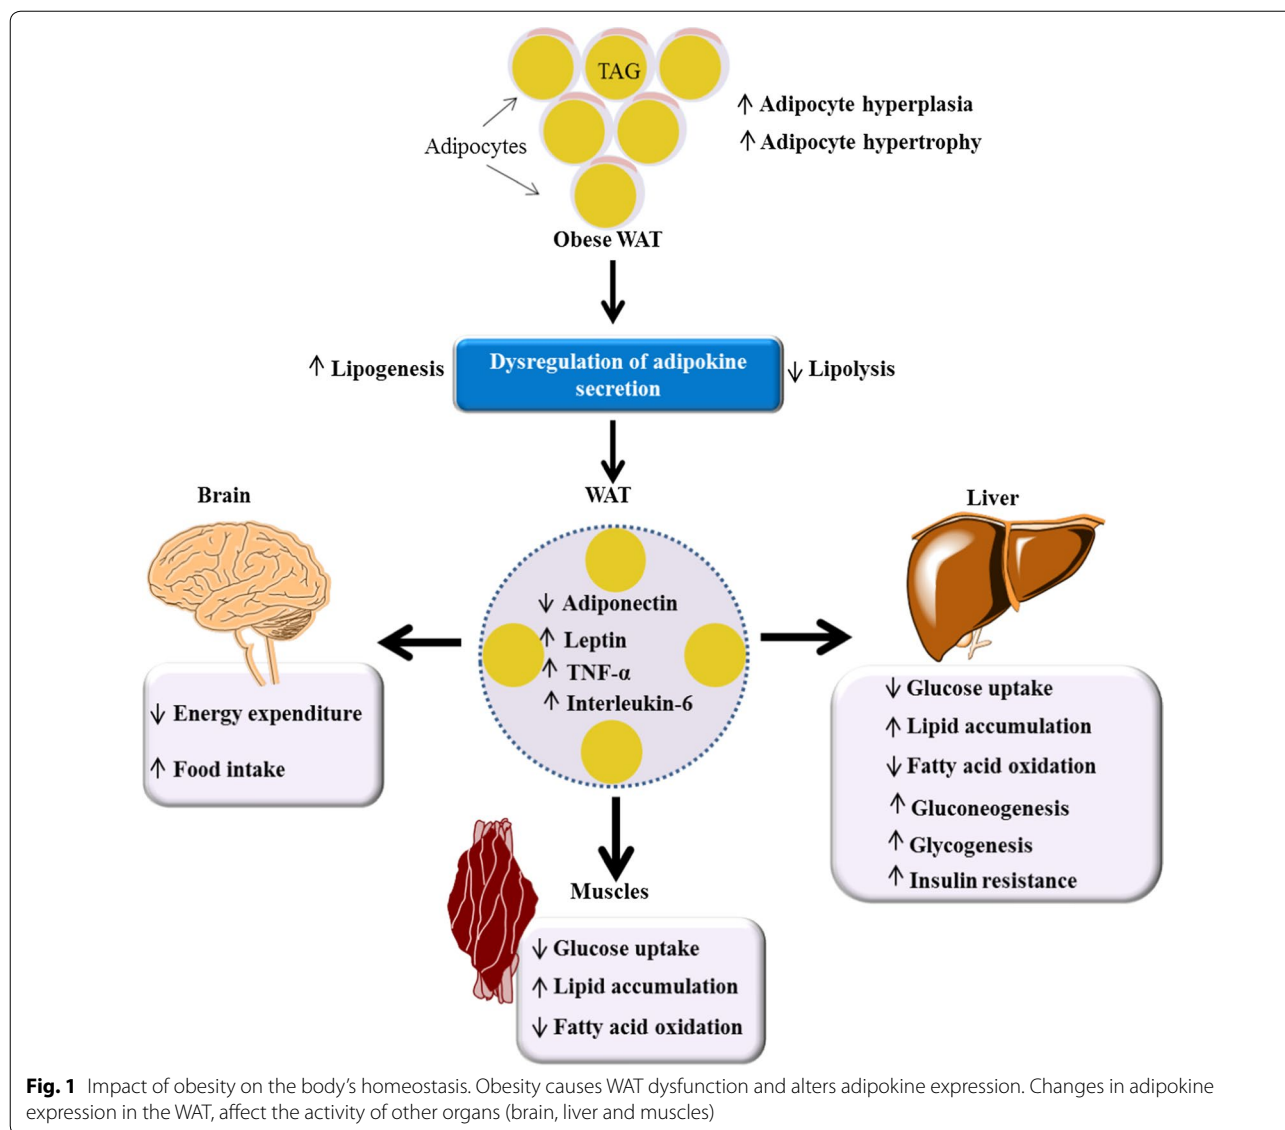 TAG
↑ Adipocyte hyperplasia
↑ Adipocyte hypertrophy
Adipocytes
Obese WAT
↑ Lipogenesis
Dysregulation of adipokine
secretion
↓ Lipolysis
WAT
↓ Adiponectin
↑ Leptin
↑ TNF-α
↑ Interleukin-6
Brain
↓ Energy expenditure
↑ Food intake
Liver
↓ Glucose uptake
↑ Lipid accumulation
↓ Fatty acid oxidation
↑ Gluconeogenesis
↑ Glycogenesis
↑ Insulin resistance
Muscles
↓ Glucose uptake
↑ Lipid accumulation
↓ Fatty acid oxidation
Fig. 1 Impact of obesity on the body's homeostasis. Obesity causes WAT dysfunction and alters adipokine expression. Changes in adipokine
expression in the WAT, affect the activity of other organs (brain, liver and muscles)